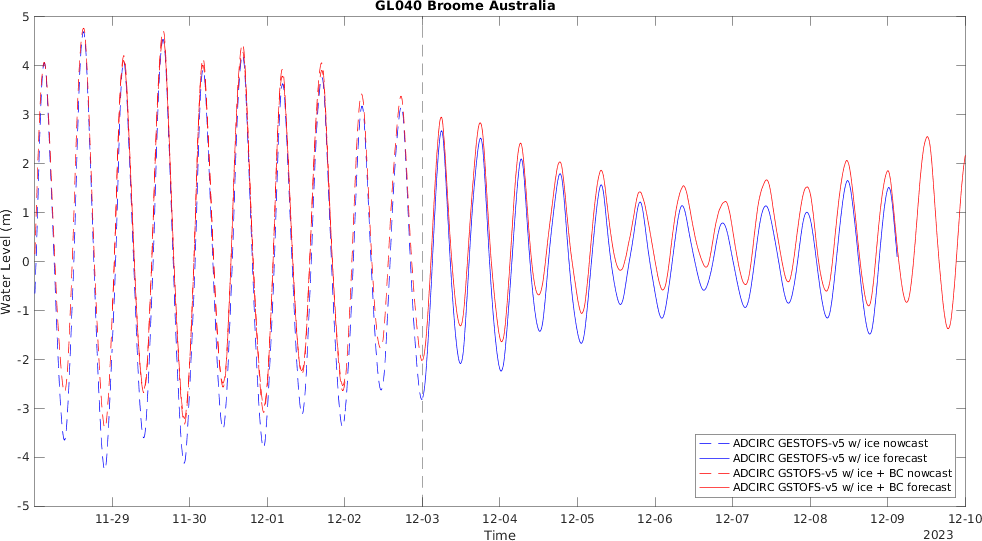 GL040 Broome Australia
5
4
3
2
1
0
-1
-2
-3
-4
-5
Water Level (m)
ADCIRC GESTOFS-v5 w/ ice nowcast
ADCIRC GESTOFS-v5 w/ ice forecast
ADCIRC GSTOFS-v5 w/ ice + BC nowcast
ADCIRC GSTOFS-v5 w/ ice + BC forecast
11-29 11-30 12-01 12-02 12-03 12-04 12-05 12-06 12-07 12-08 12-09 12-10
Time
2023